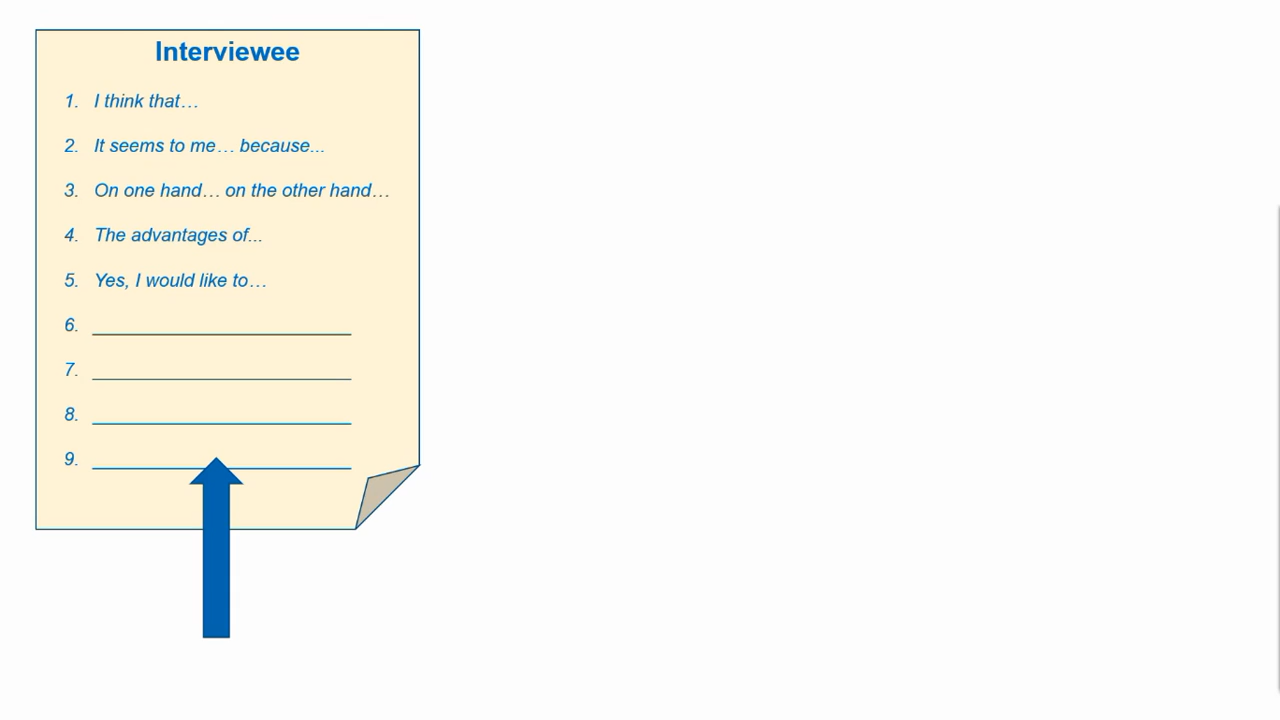 Interviewee
1. I think that…
2. It seems to me… because...
3. On one hand… on the other hand…
4. The advantages of...
5. Yes, I would like to…
6.
7.
8.
9.